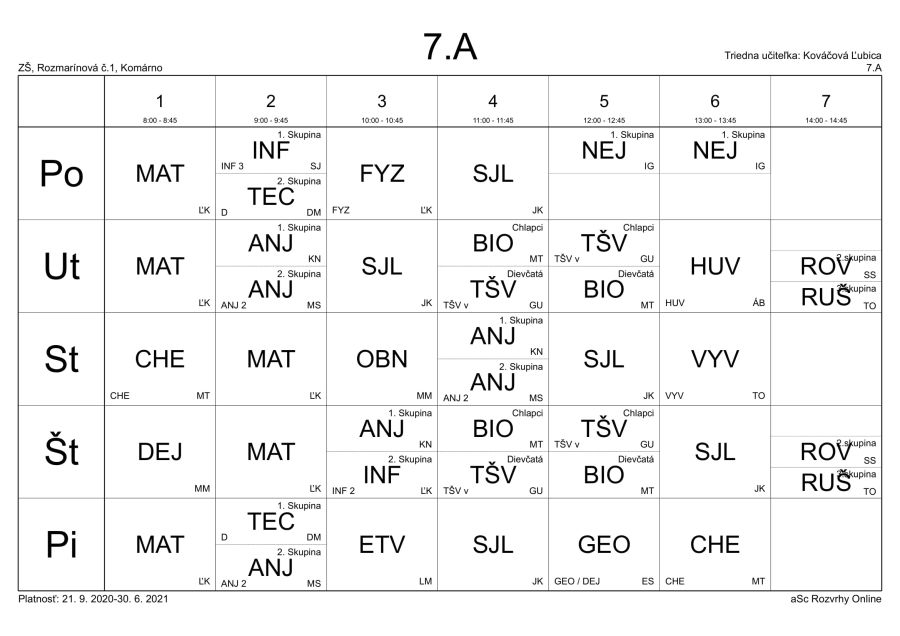 7.A
ZŠ, Rozmarínová č.1, Komárno
Triedna učiteľka: Kováčová Ľubica
7.A
1 2 3 4 5 6 7
8:00 - 8:45 9:00 - 9:45 10:00 - 10:45 11:00 - 11:45 12:00 - 12:45 13:00 - 13:45 14:00 - 14:45
Po
MAT
ĽK
1. Skupina
INF
INF 3 SJ
2. Skupina
TEC
D DM
FYZ
FYZ ĽK
SJL
JK
1. Skupina
NEJ
IG
1. Skupina
NEJ
IG
Ut
MAT
ĽK
1. Skupina
ANJ
KN
2. Skupina
ANJ
ANJ 2 MS
SJL
JK
Chlapci
BIO
MT
Dievčatá
TŠV
TŠV v GU
Chlapci
TŠV
TŠV v GU
Dievčatá
BIO
MT
HUV
HUV ÁB
2.skupina
ROV
SS
skupina
RUŠ
TO
St
CHE
CHE MT
MAT
ĽK
OBN
MM
1. Skupina
ANJ
KN
2. Skupina
ANJ
ANJ 2 MS
SJL
JK
VYV
VYV TO
Št
DEJ
MM
MAT
ĽK
1. Skupina
ANJ
KN
2. Skupina
INF
INF 2 ĽK
Chlapci
BIO
MT
Dievčatá
TŠV
TŠV v GU
Chlapci
TŠV
TŠV v GU
Dievčatá
BIO
MT
SJL
JK
2.skupina
ROV
SS
skupina
RUŠ
TO
Pi
MAT
ĽK
1. Skupina
TEC
D DM
2. Skupina
ANJ
ANJ 2 MS
ETV
LM
SJL
JK
GEO
GEO / DEJ ES
CHE
CHE MT
Platnosť: 21. 9. 2020-30. 6. 2021
aSc Rozvrhy Online